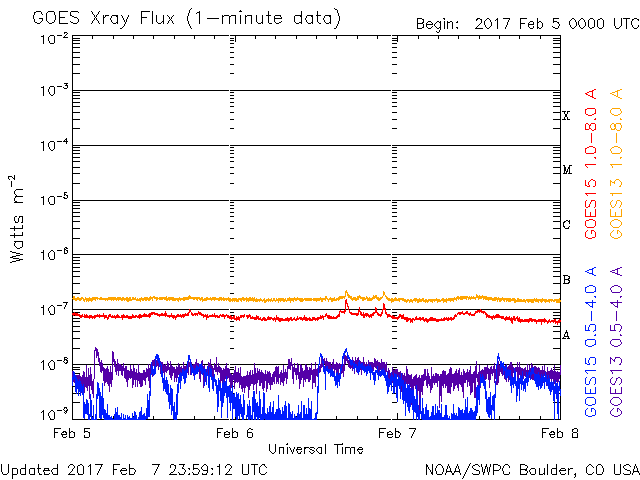 GOES Xray Flux (1-minute data)
Begin: 2017 Feb 5 0000 UTC
10⁻²
10⁻³
10⁻⁴
10⁻⁵
10⁻⁶
10⁻⁷
10⁻⁸
10⁻⁹
Watts m⁻²
X
M
C
B
A
GOES15 1.0-8.0 A
GOES13 1.0-8.0 A
GOES15 0.5-4.0 A
GOES13 0.5-4.0 A
Feb 5
Feb 6
Feb 7
Feb 8
Universal Time
Updated 2017 Feb 7 23:59:12 UTC
NOAA/SWPC Boulder, CO USA